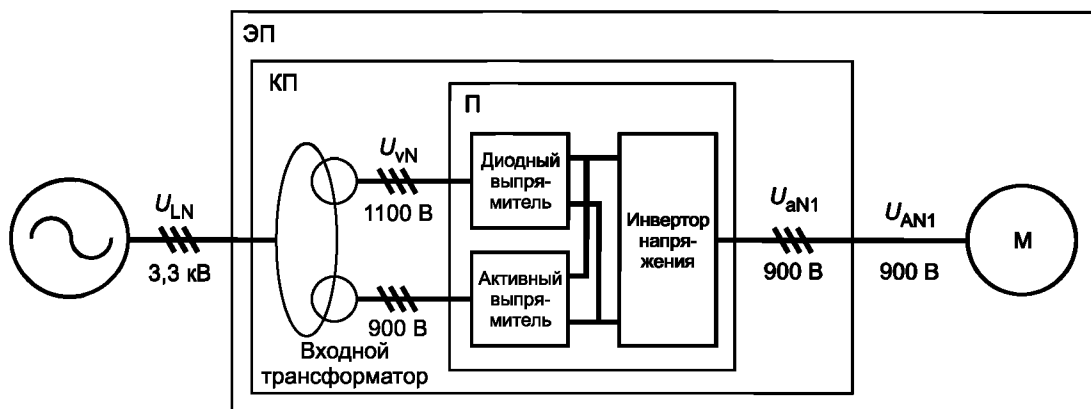 ЭП
КП
П
U_vN
1100 В
Диодный
выпря-
митель
U_LN
3,3 кВ
Инвертор
напря-
жения
U_aN1
900 В
U_AN1
900 В
М
Активный
выпря-
митель
900 В
Входной
трансформатор